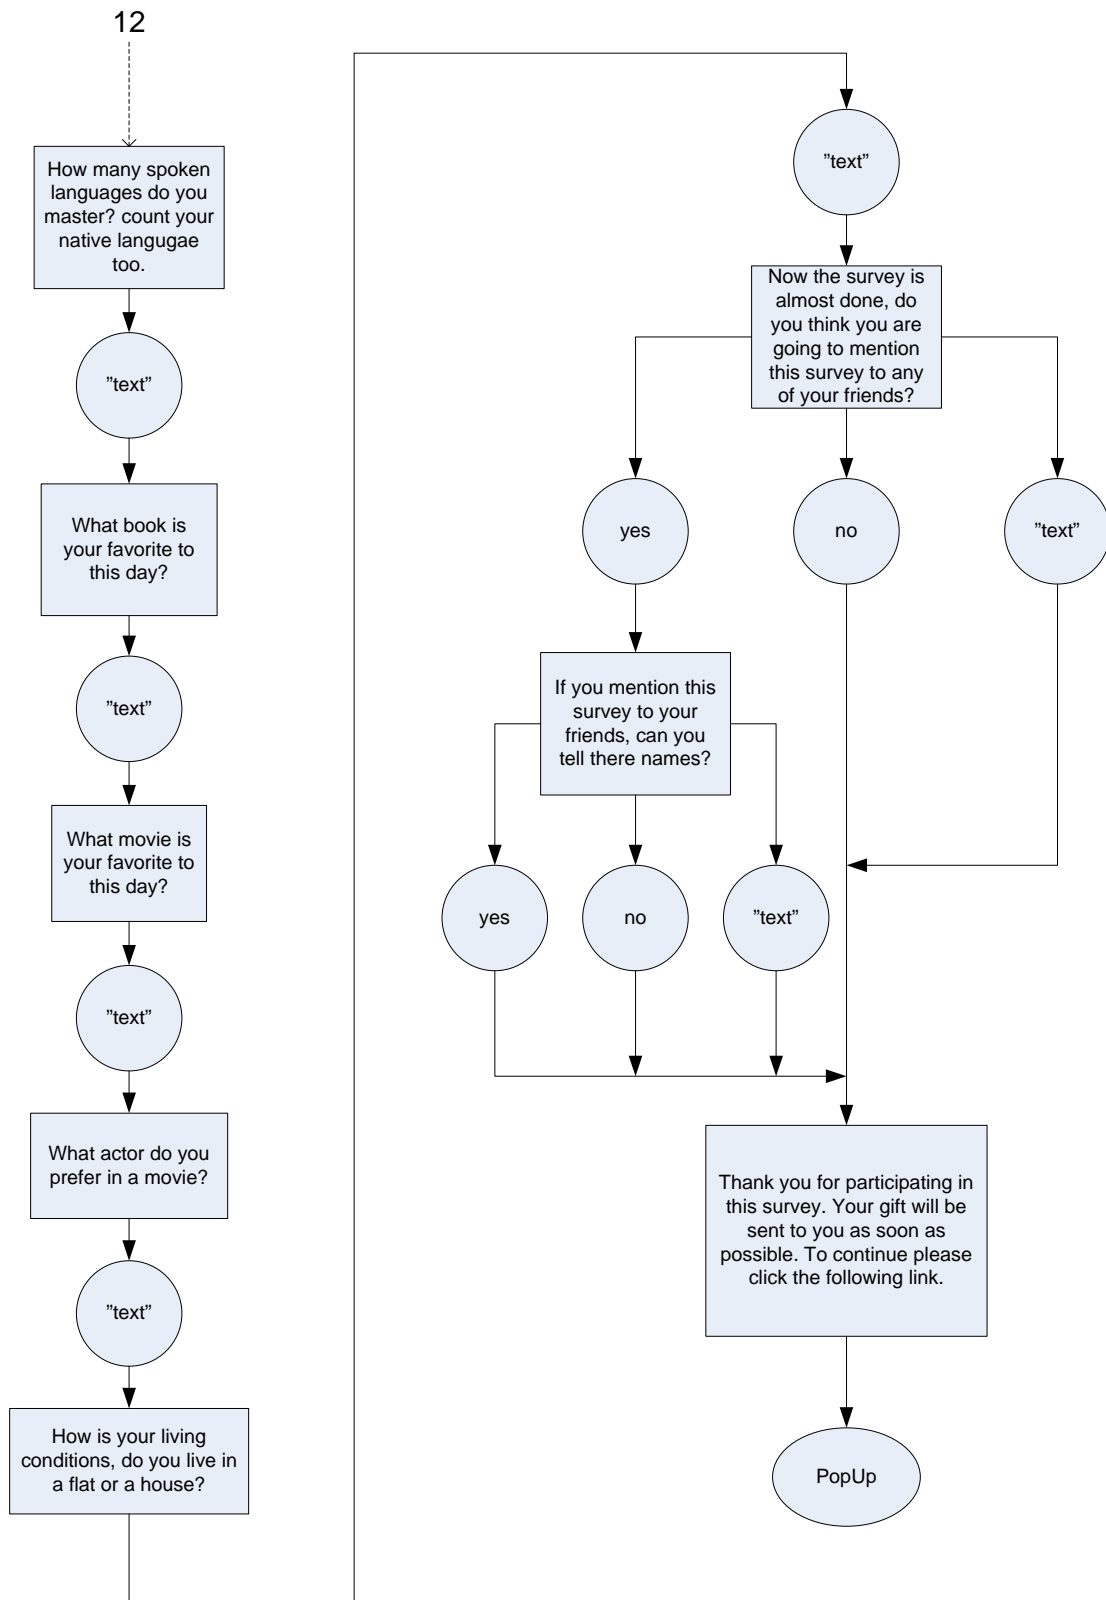 12
How many spoken
languages do you
master? count your
native langugae
too.
”text”
What book is
your favorite to
this day?
”text”
What movie is
your favorite to
this day?
”text”
What actor do you
prefer in a movie?
”text”
How is your living
conditions, do you live in
a flat or a house?
”text”
Now the survey is
almost done, do
you think you are
going to mention
this survey to any
of your friends?
yes
no
”text”
If you mention this
survey to your
friends, can you
tell there names?
yes
no
”text”
Thank you for participating in
this survey. Your gift will be
sent to you as soon as
possible. To continue please
click the following link.
PopUp